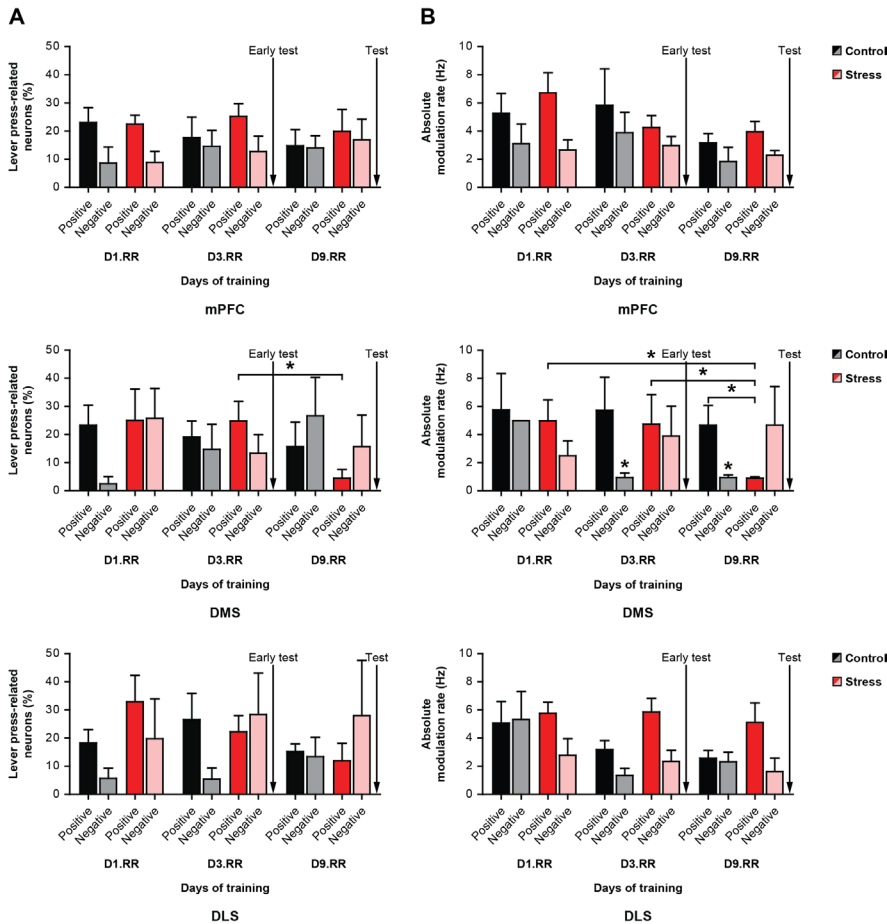 A
Early test
Test
Lever press-related
neurons (%)
50
40
30
20
10
0
Positive
Negative
Positive
Negative
Positive
Negative
Positive
Negative
Positive
Negative
Positive
Negative
D1.RR
D3.RR
D9.RR
Days of training
mPFC
B
Early test
Test
Control
Stress
Absolute
modulation rate (Hz)
10
8
6
4
2
0
Positive
Negative
Positive
Negative
Positive
Negative
Positive
Negative
Positive
Negative
Positive
Negative
D1.RR
D3.RR
D9.RR
Days of training
mPFC
Early test
Test
*
Lever press-related
neurons (%)
50
40
30
20
10
0
Positive
Negative
Positive
Negative
Positive
Negative
Positive
Negative
Positive
Negative
Positive
Negative
D1.RR
D3.RR
D9.RR
Days of training
DMS
Early test
Test
Control
Stress
*
*
*
*
*
Absolute
modulation rate (Hz)
10
8
6
4
2
0
Positive
Negative
Positive
Negative
Positive
Negative
Positive
Negative
Positive
Negative
Positive
Negative
D1.RR
D3.RR
D9.RR
Days of training
DMS
Early test
Test
Lever press-related
neurons (%)
50
40
30
20
10
0
Positive
Negative
Positive
Negative
Positive
Negative
Positive
Negative
Positive
Negative
Positive
Negative
D1.RR
D3.RR
D9.RR
Days of training
DLS
Early test
Test
Control
Stress
Absolute
modulation rate (Hz)
10
8
6
4
2
0
Positive
Negative
Positive
Negative
Positive
Negative
Positive
Negative
Positive
Negative
Positive
Negative
D1.RR
D3.RR
D9.RR
Days of training
DLS